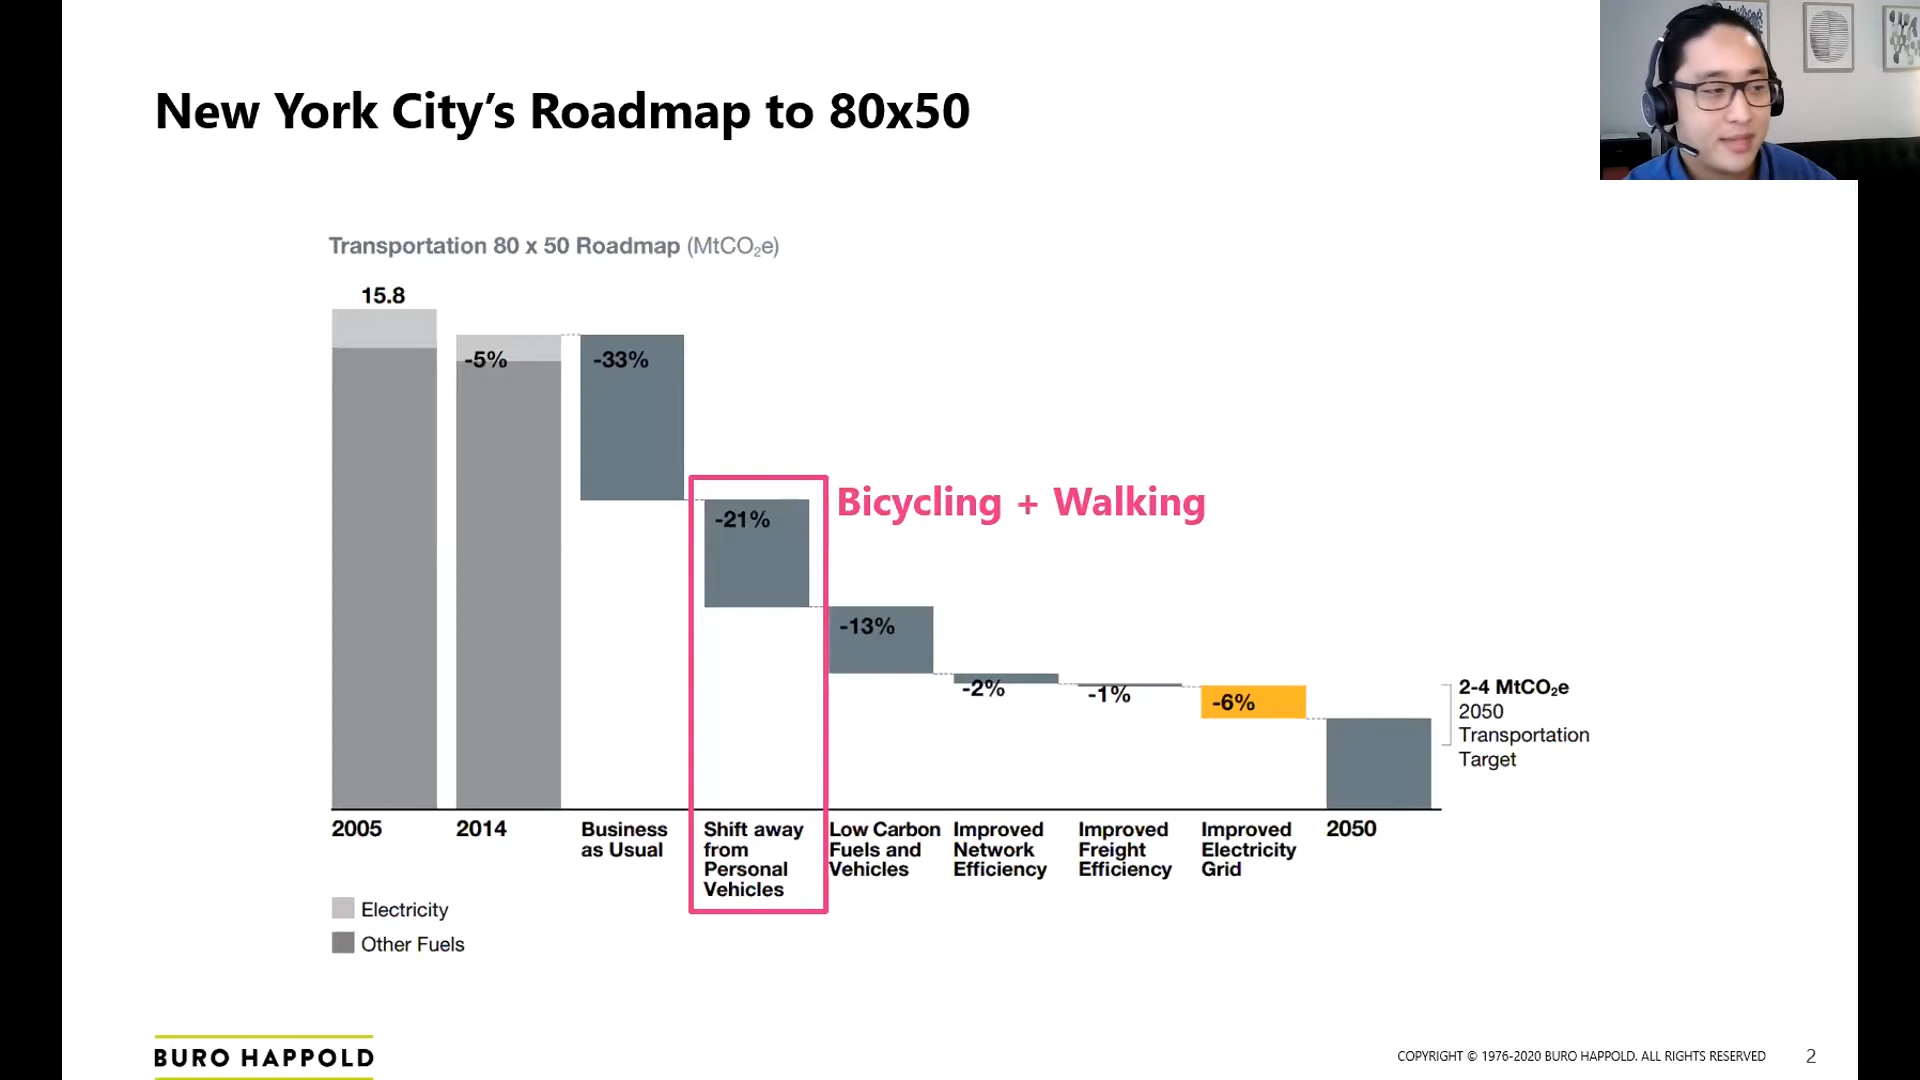 New York City’s Roadmap to 80x50
Transportation 80 x 50 Roadmap (MtCO₂e)
15.8
-5%
-33%
-21%
Bicycling + Walking
-13%
-2%
-1%
-6%
2-4 MtCO₂e
2050
Transportation
Target
2005
2014
Business
as Usual
Shift away
from
Personal
Vehicles
Low Carbon
Fuels and
Vehicles
Improved
Network
Efficiency
Improved
Freight
Efficiency
Improved
Electricity
Grid
2050
Electricity
Other Fuels
BURO HAPPOLD
COPYRIGHT © 1976-2020 BURO HAPPOLD. ALL RIGHTS RESERVED
2